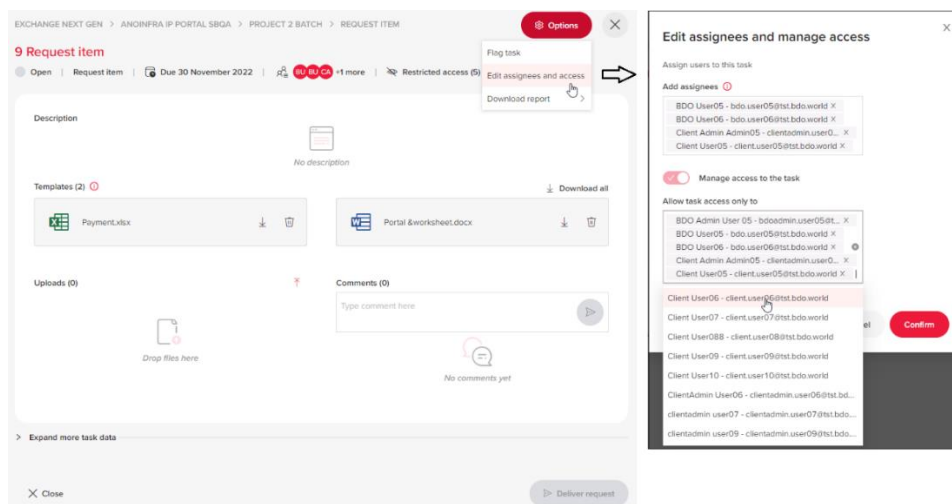 EXCHANGE NEXT GEN > ANOINFRA IP PORTAL SBQA > PROJECT 2 BATCH > REQUEST ITEM
Options
9 Request item
Open | Request item | Due 30 November 2022 | BU BU CA +1 more | Restricted access (5)
Flag task
Edit assignees and access
Download report >
Description
No description
Templates (2)
Download all
Payment.xlsx
Portal &worksheet.docx
Uploads (0)
Comments (0)
Type comment here
Drop files here
No comments yet
> Expand more task data
Close
Deliver request
Edit assignees and manage access
Assign users to this task
Add assignees
BDO User05 - bdo.user05@tst.bdo.world ×
BDO User06 - bdo.user06@tst.bdo.world ×
Client Admin Admin05 - clientadmin.user0... ×
Client User05 - client.user05@tst.bdo.world ×
Manage access to the task
Allow task access only to
BDO Admin User 05 - bdoadmin.user05@t... ×
BDO User05 - bdo.user05@tst.bdo.world ×
BDO User06 - bdo.user06@tst.bdo.world ×
Client Admin Admin05 - clientadmin.user0... ×
Client User05 - client.user05@tst.bdo.world ×
Client User06 - client.user06@tst.bdo.world
Client User07 - client.user07@tst.bdo.world
Client User088 - client.user08@tst.bdo.world
Client User09 - client.user09@tst.bdo.world
Client User10 - client.user10@tst.bdo.world
ClientAdmin User06 - clientadmin.user06@tst.bd...
clientadmin user07 - clientadmin.user07@tst.bdo...
clientadmin user09 - clientadmin.user09@tst.bdo...
el
Confirm